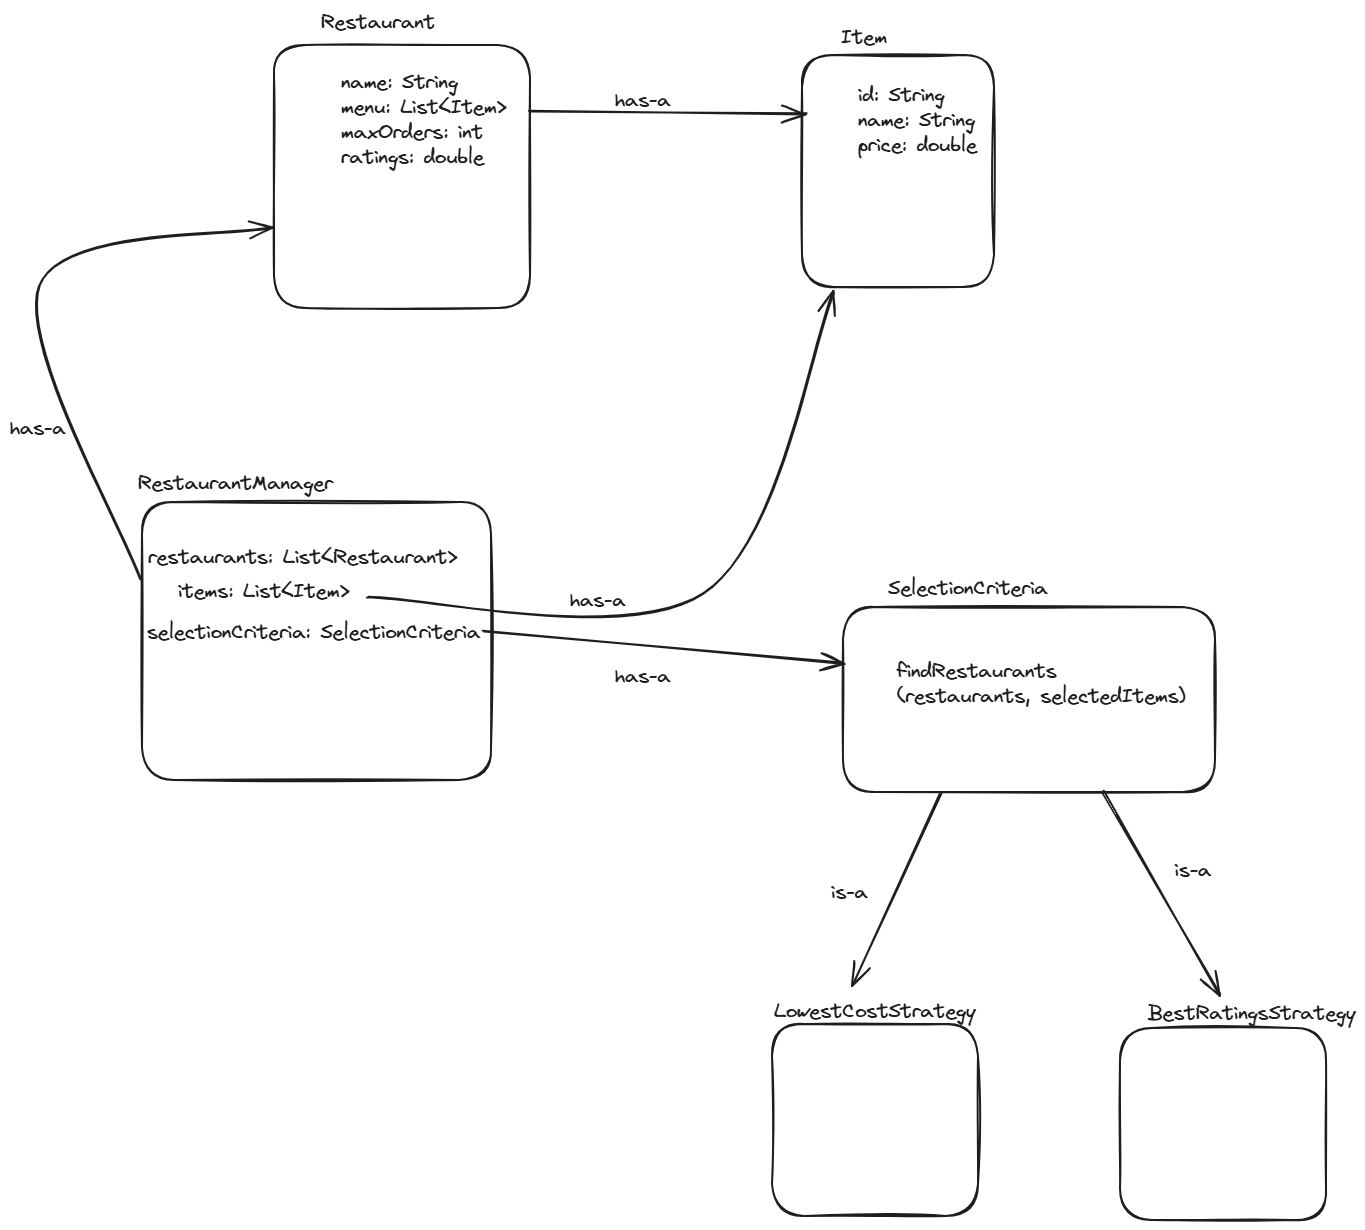 Restaurant
name: String
menu: List<Item>
maxOrders: int
ratings: double
has-a
Item
id: String
name: String
price: double
has-a
RestaurantManager
restaurants: List<Restaurant>
items: List<Item>
selectionCriteria: SelectionCriteria
has-a
has-a
SelectionCriteria
findRestaurants
(restaurants, selectedItems)
is-a
is-a
LowestCostStrategy
BestRatingsStrategy